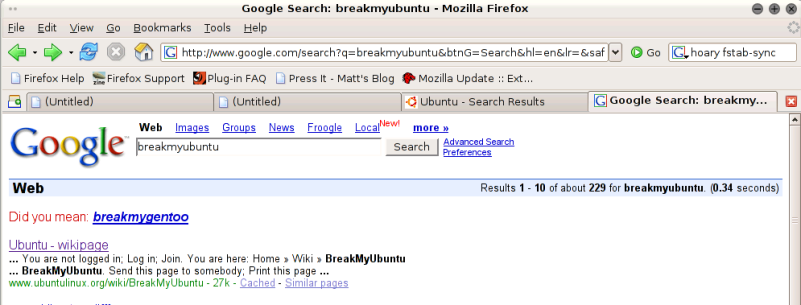 Google Search: breakmyubuntu - Mozilla Firefox
File Edit View Go Bookmarks Tools Help
http://www.google.com/search?q=breakmyubuntu&btnG=Search&hl=en&lr=&saf Go hoary fstab-sync
Firefox Help Firefox Support Plug-in FAQ Press It - Matt's Blog Mozilla Update :: Ext...
(Untitled) (Untitled) Ubuntu - Search Results Google Search: breakmy...
Google™ Web Images Groups News Froogle Local New! more »
breakmyubuntu Search Advanced Search
Preferences
Web Results 1 - 10 of about 229 for breakmyubuntu. (0.34 seconds)
Did you mean: breakmygentoo
Ubuntu - wikipage
... You are not logged in; Log in; Join. You are here: Home » Wiki » BreakMyUbuntu
... BreakMyUbuntu. Send this page to somebody; Print this page ...
www.ubuntulinux.org/wiki/BreakMyUbuntu - 27k - Cached - Similar pages